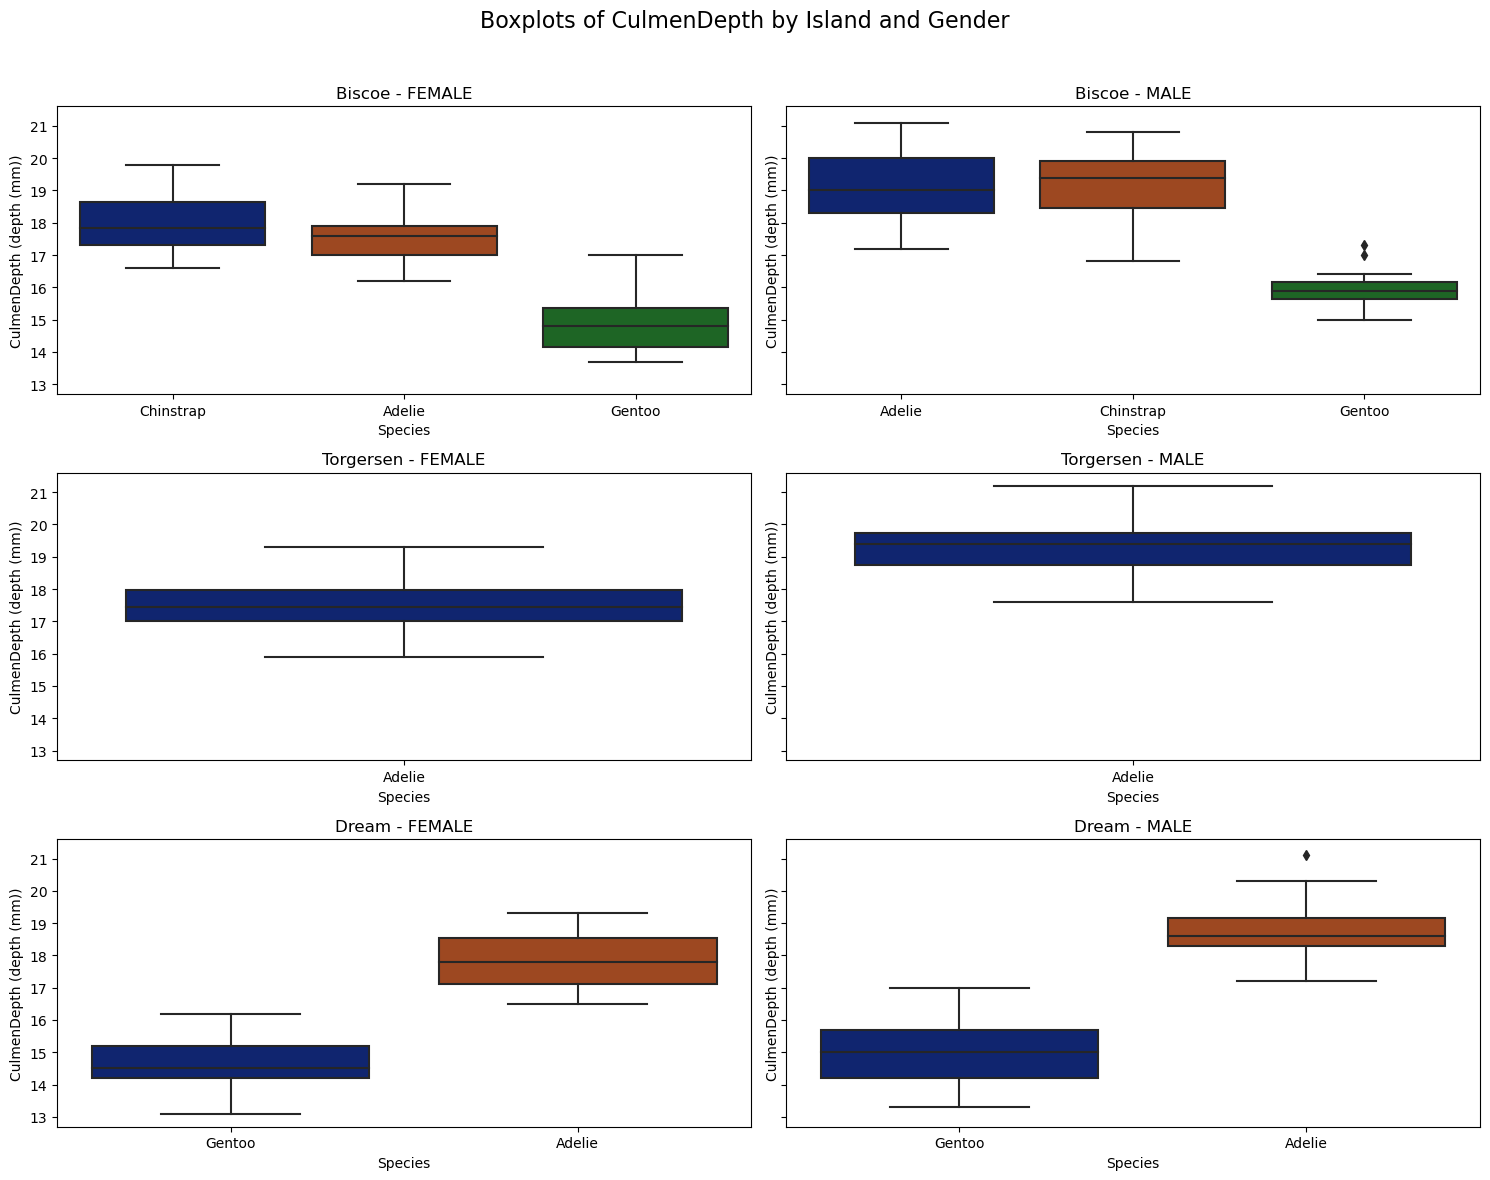 Boxplots of CulmenDepth by Island and Gender
Biscoe - FEMALE
CulmenDepth (depth (mm))
21
20
19
18
17
16
15
14
13
Chinstrap Adelie Gentoo
Species
Biscoe - MALE
CulmenDepth (depth (mm))
Adelie Chinstrap Gentoo
Species
Torgersen - FEMALE
CulmenDepth (depth (mm))
21
20
19
18
17
16
15
14
13
Adelie
Species
Torgersen - MALE
CulmenDepth (depth (mm))
Adelie
Species
Dream - FEMALE
CulmenDepth (depth (mm))
21
20
19
18
17
16
15
14
13
Gentoo Adelie
Species
Dream - MALE
CulmenDepth (depth (mm))
Gentoo Adelie
Species